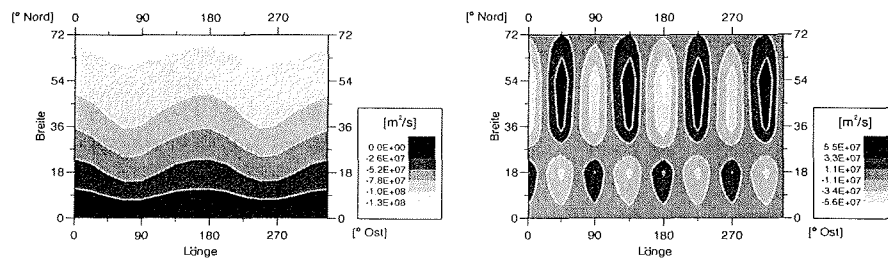 [° Nord] 0 90 180 270
72 72
54 54
36 36
18 18
0 0
Breite
0 90 180 270
Länge
[° Ost]
[m²/s]
0.0E+00
-2.6E+07
-5.2E+07
-7.8E+07
-1.0E+08
-1.3E+08
[° Nord] 0 90 180 270
72 72
54 54
36 36
18 18
0 0
Breite
0 90 180 270
Länge
[° Ost]
[m²/s]
5.5E+07
3.3E+07
1.1E+07
-1.1E+07
-3.4E+07
-5.6E+07